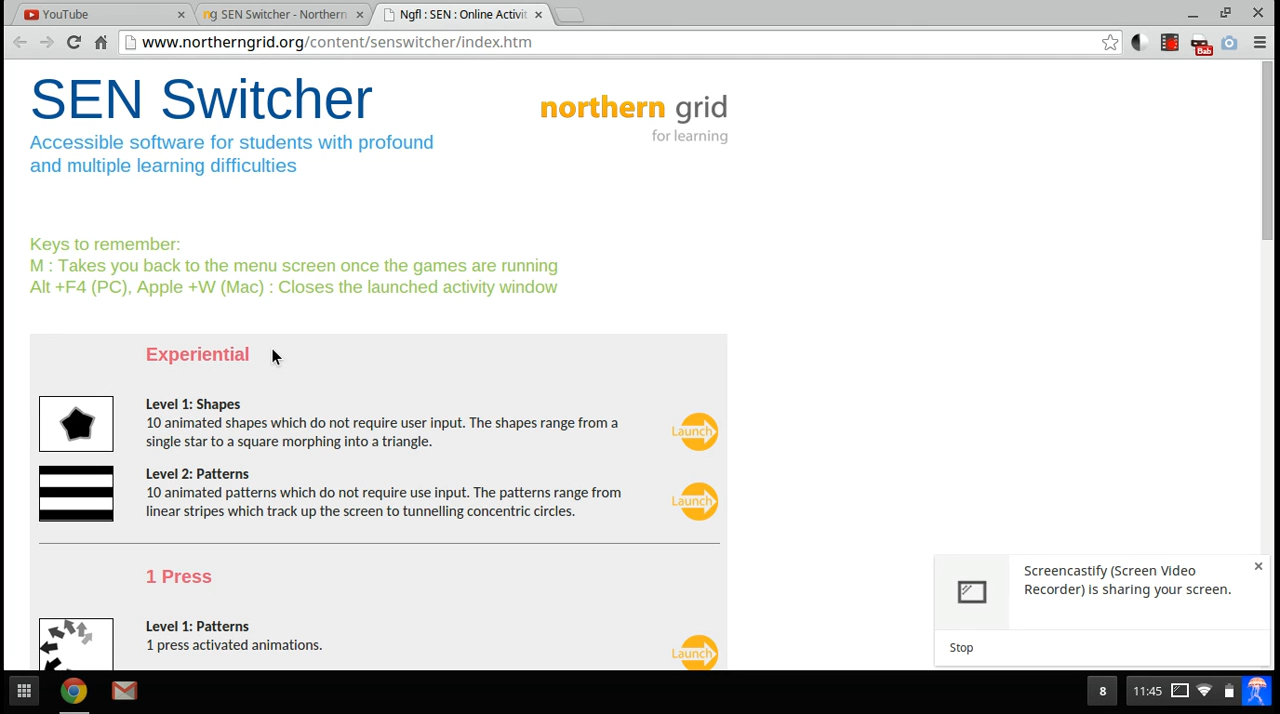 YouTube
ng SEN Switcher - Northern
Ngfl : SEN : Online Activit
www.northerngrid.org/content/senswitcher/index.htm
Bab
SEN Switcher
northern grid
for learning
Accessible software for students with profound
and multiple learning difficulties
Keys to remember:
M : Takes you back to the menu screen once the games are running
Alt +F4 (PC), Apple +W (Mac) : Closes the launched activity window
Experiential
Level 1: Shapes
10 animated shapes which do not require user input. The shapes range from a
single star to a square morphing into a triangle.
Launch
Level 2: Patterns
10 animated patterns which do not require use input. The patterns range from
linear stripes which track up the screen to tunnelling concentric circles.
Launch
1 Press
Level 1: Patterns
1 press activated animations.
Launch
Screencastify (Screen Video
Recorder) is sharing your screen.
Stop
8
11:45